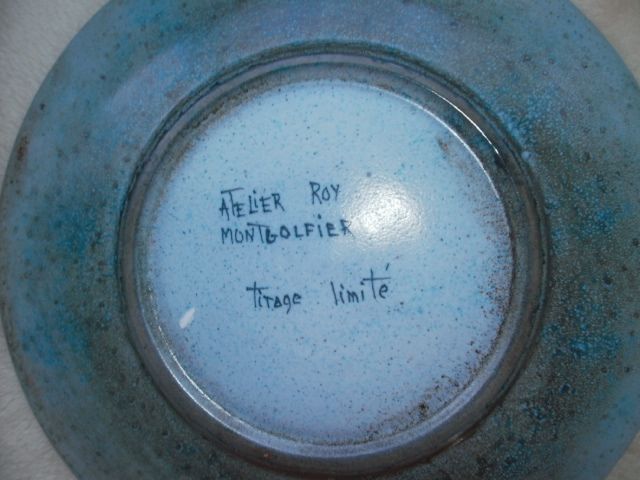 ATELIER ROY
MONTGOLFIER
tirage limité